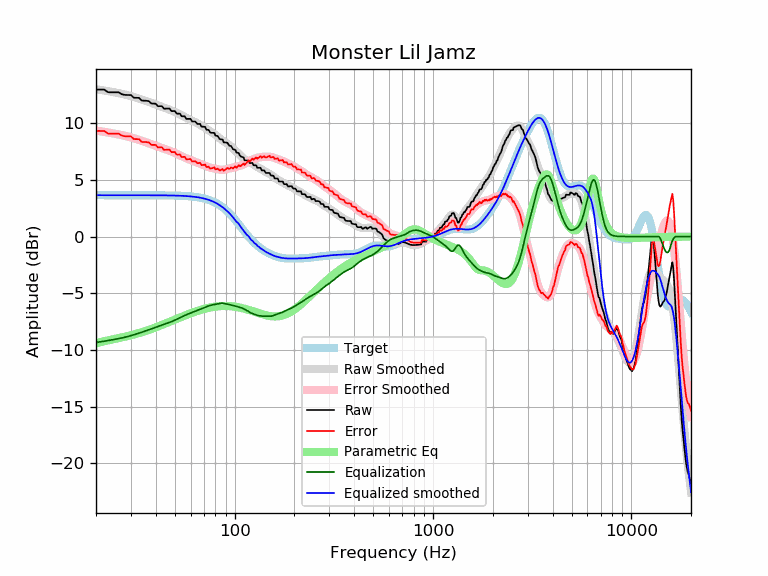 Monster Lil Jamz
Amplitude (dBr)
10
5
0
−5
−10
−15
−20
Target
Raw Smoothed
Error Smoothed
Raw
Error
Parametric Eq
Equalization
Equalized smoothed
100
1000
10000
Frequency (Hz)